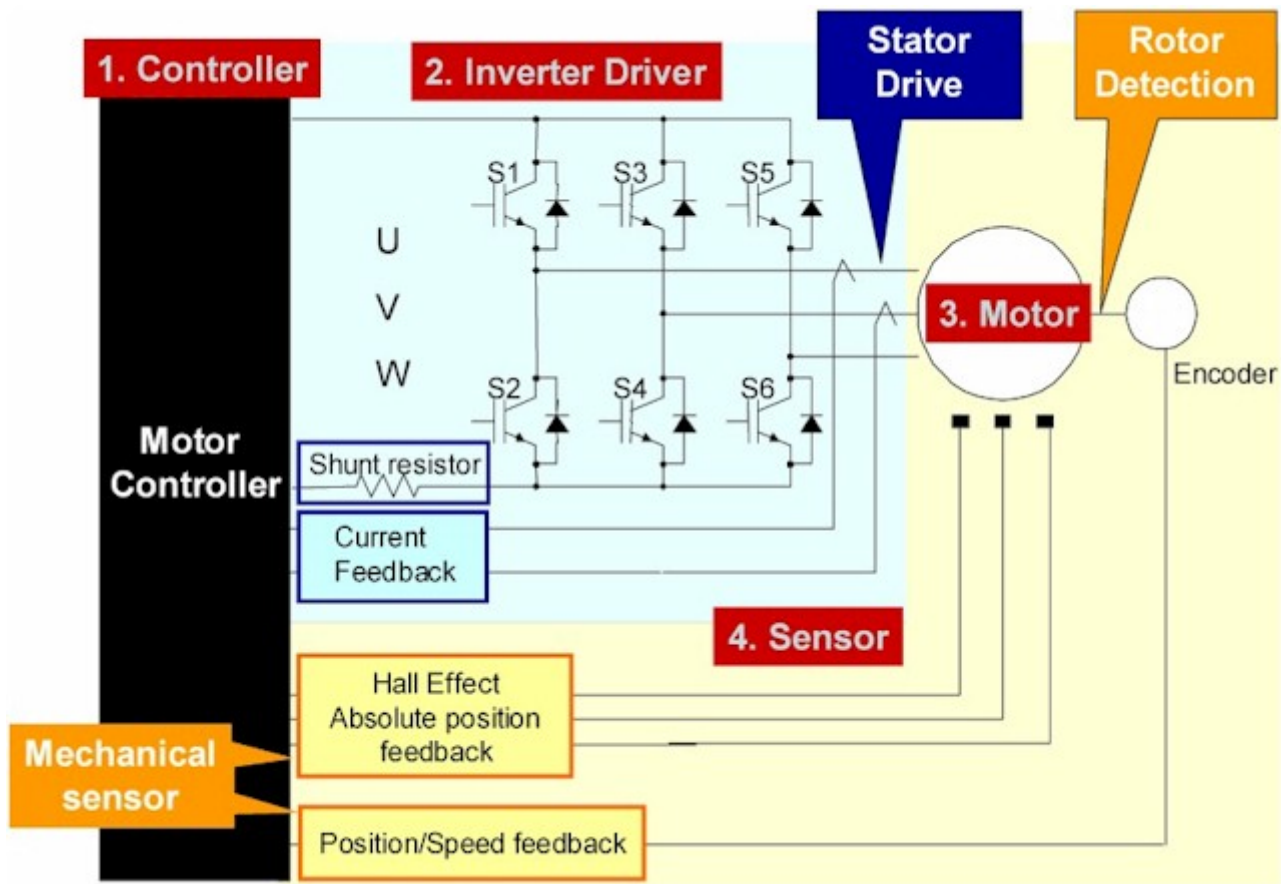 1. Controller
2. Inverter Driver
Stator
Drive
Rotor
Detection
S1
S3
S5
U
V
W
3. Motor
Encoder
S2
S4
S6
Motor
Controller
Shunt resistor
Current
Feedback
4. Sensor
Hall Effect
Absolute position
feedback
Mechanical
sensor
Position/Speed feedback